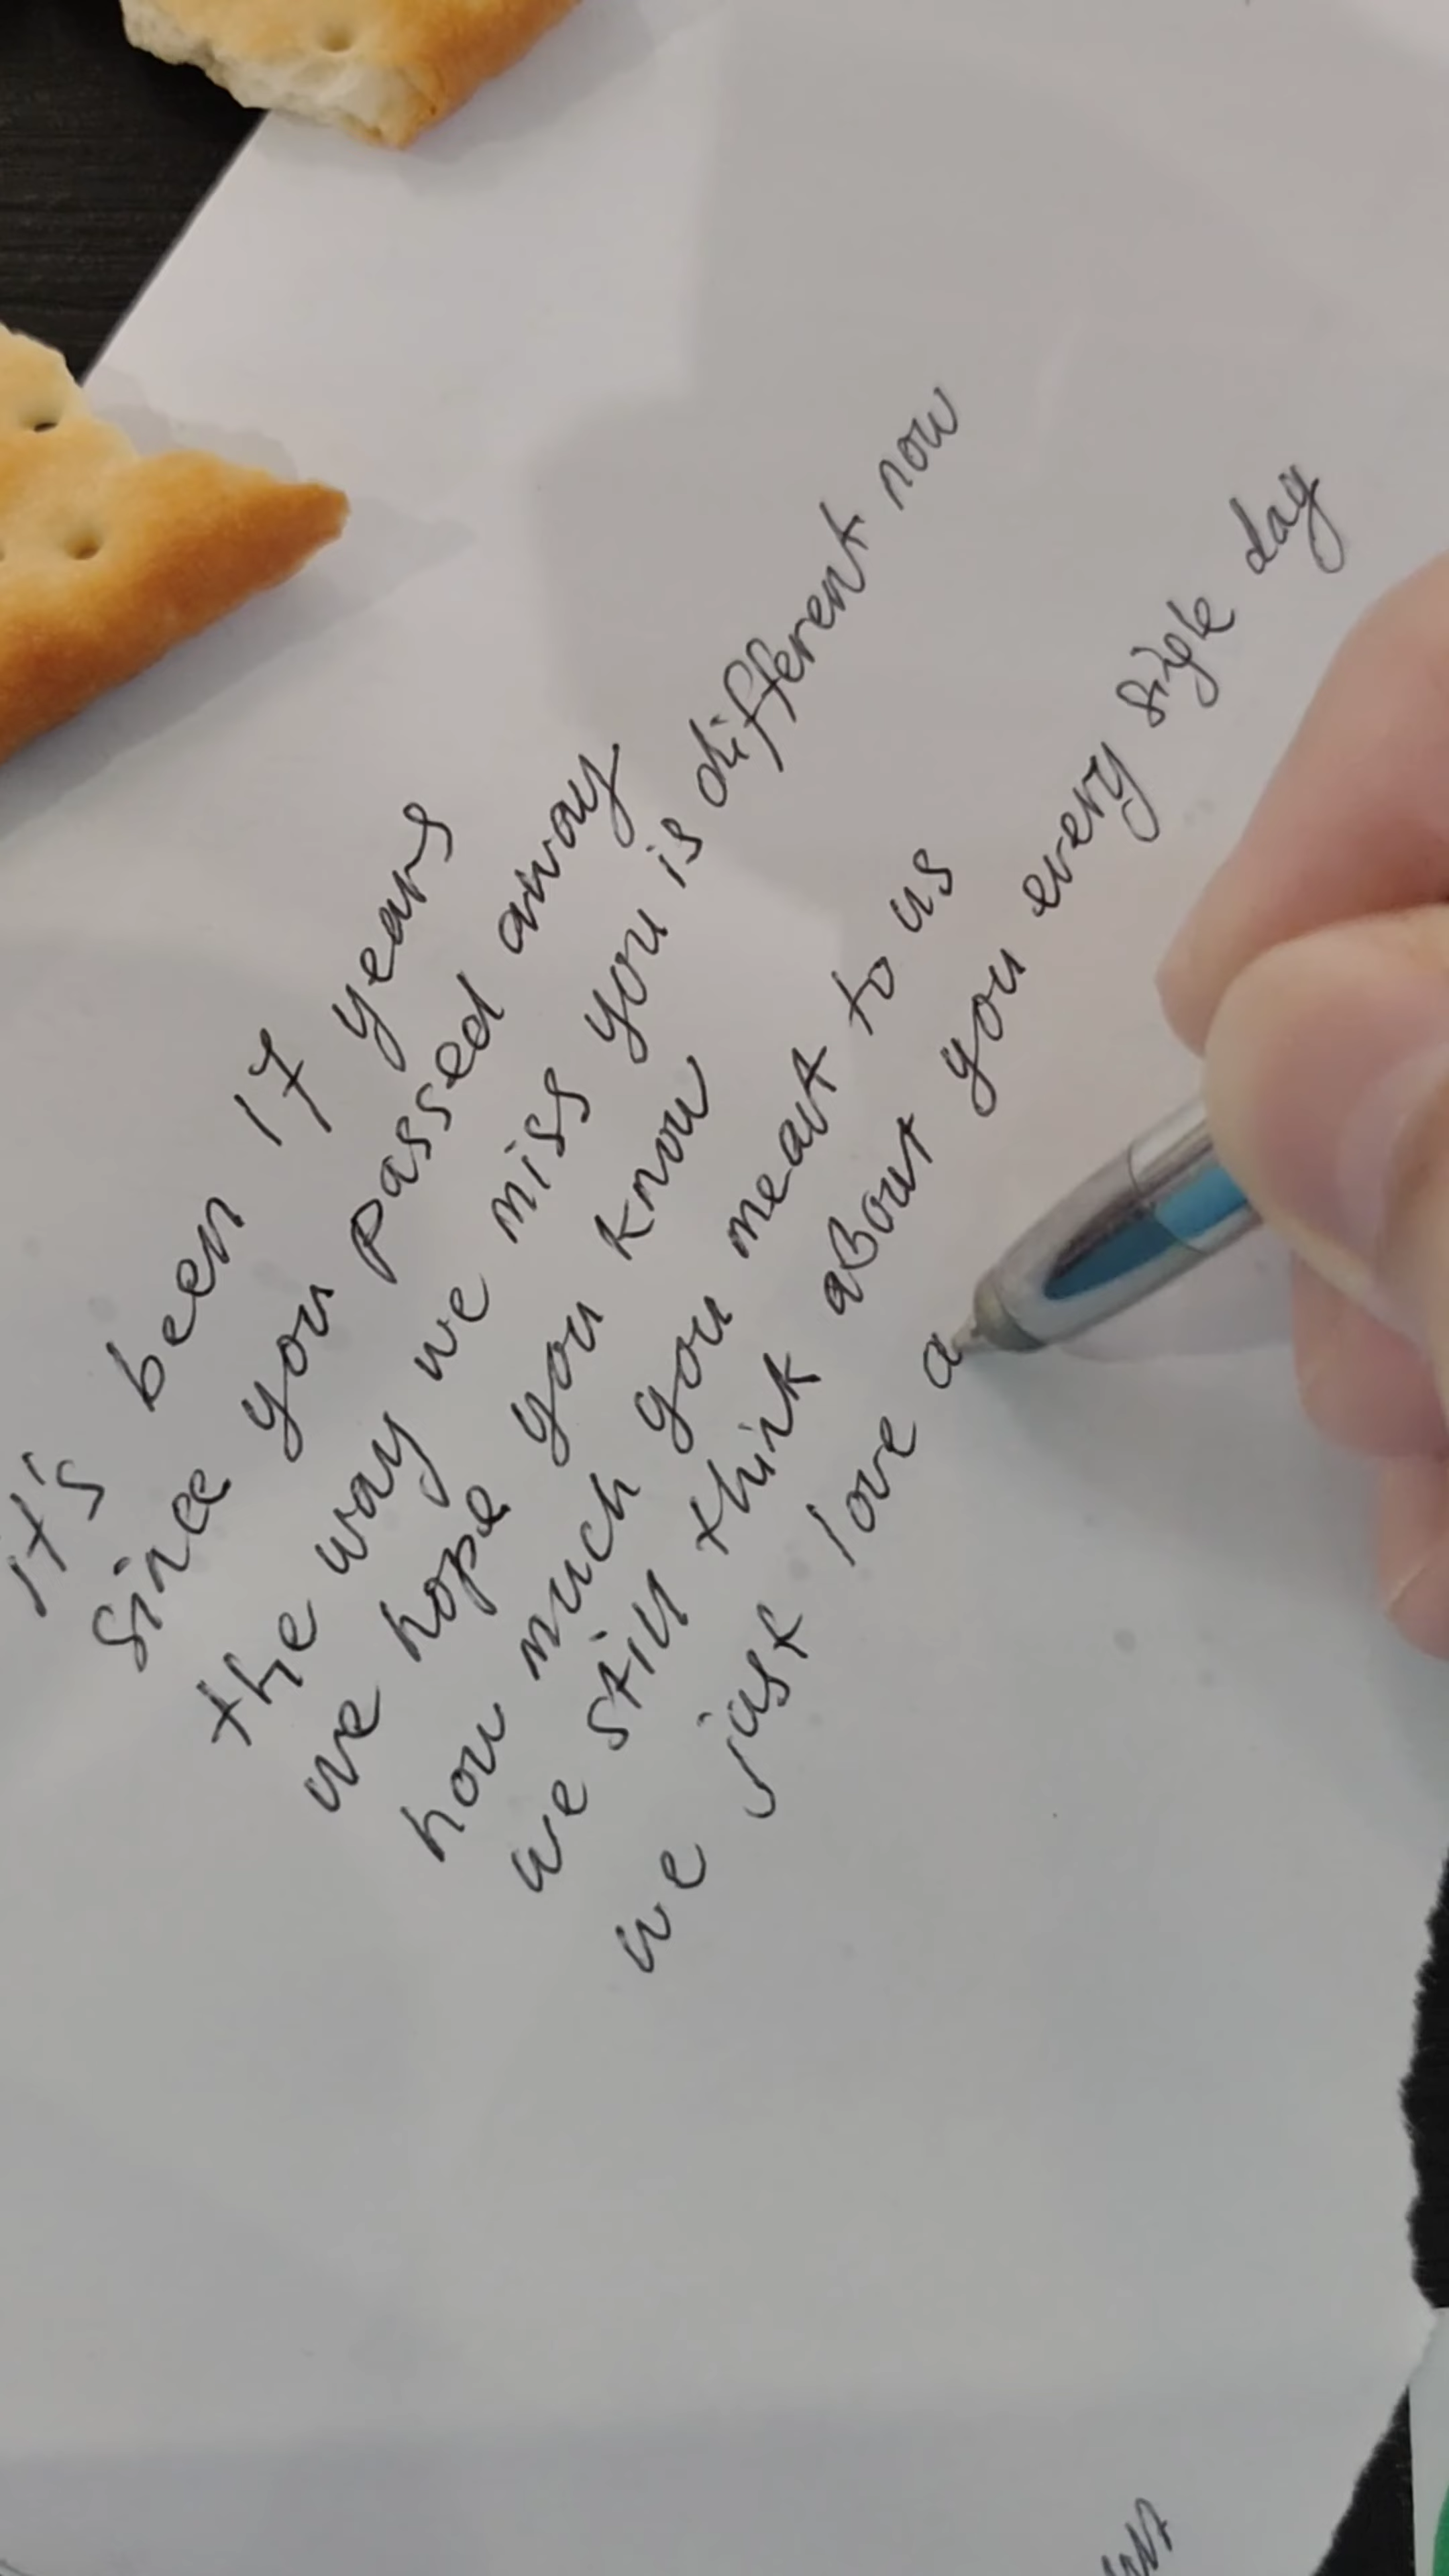 it's been 17 years
since you passed away
the way we miss you is different now
we hope you know
how much you meant to us
we still think about you every single day
we just love a